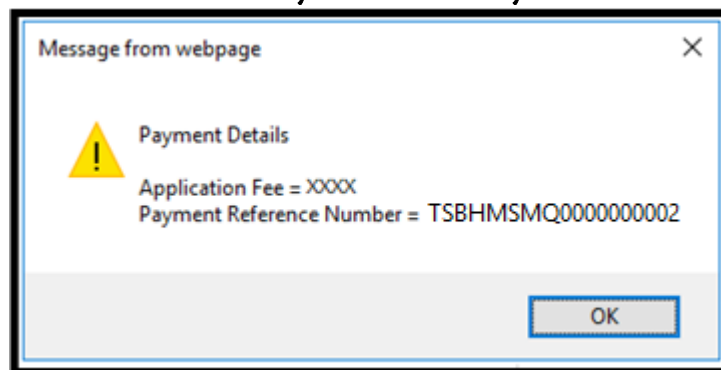 Message from webpage
Payment Details
Application Fee = XXXX
Payment Reference Number = TSBHMSMQ0000000002
OK